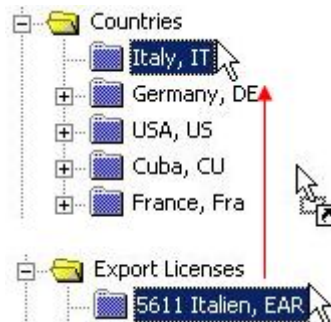 Countries
Italy, IT
Germany, DE
USA, US
Cuba, CU
France, Fra
Export Licenses
5611 Italien, EAR